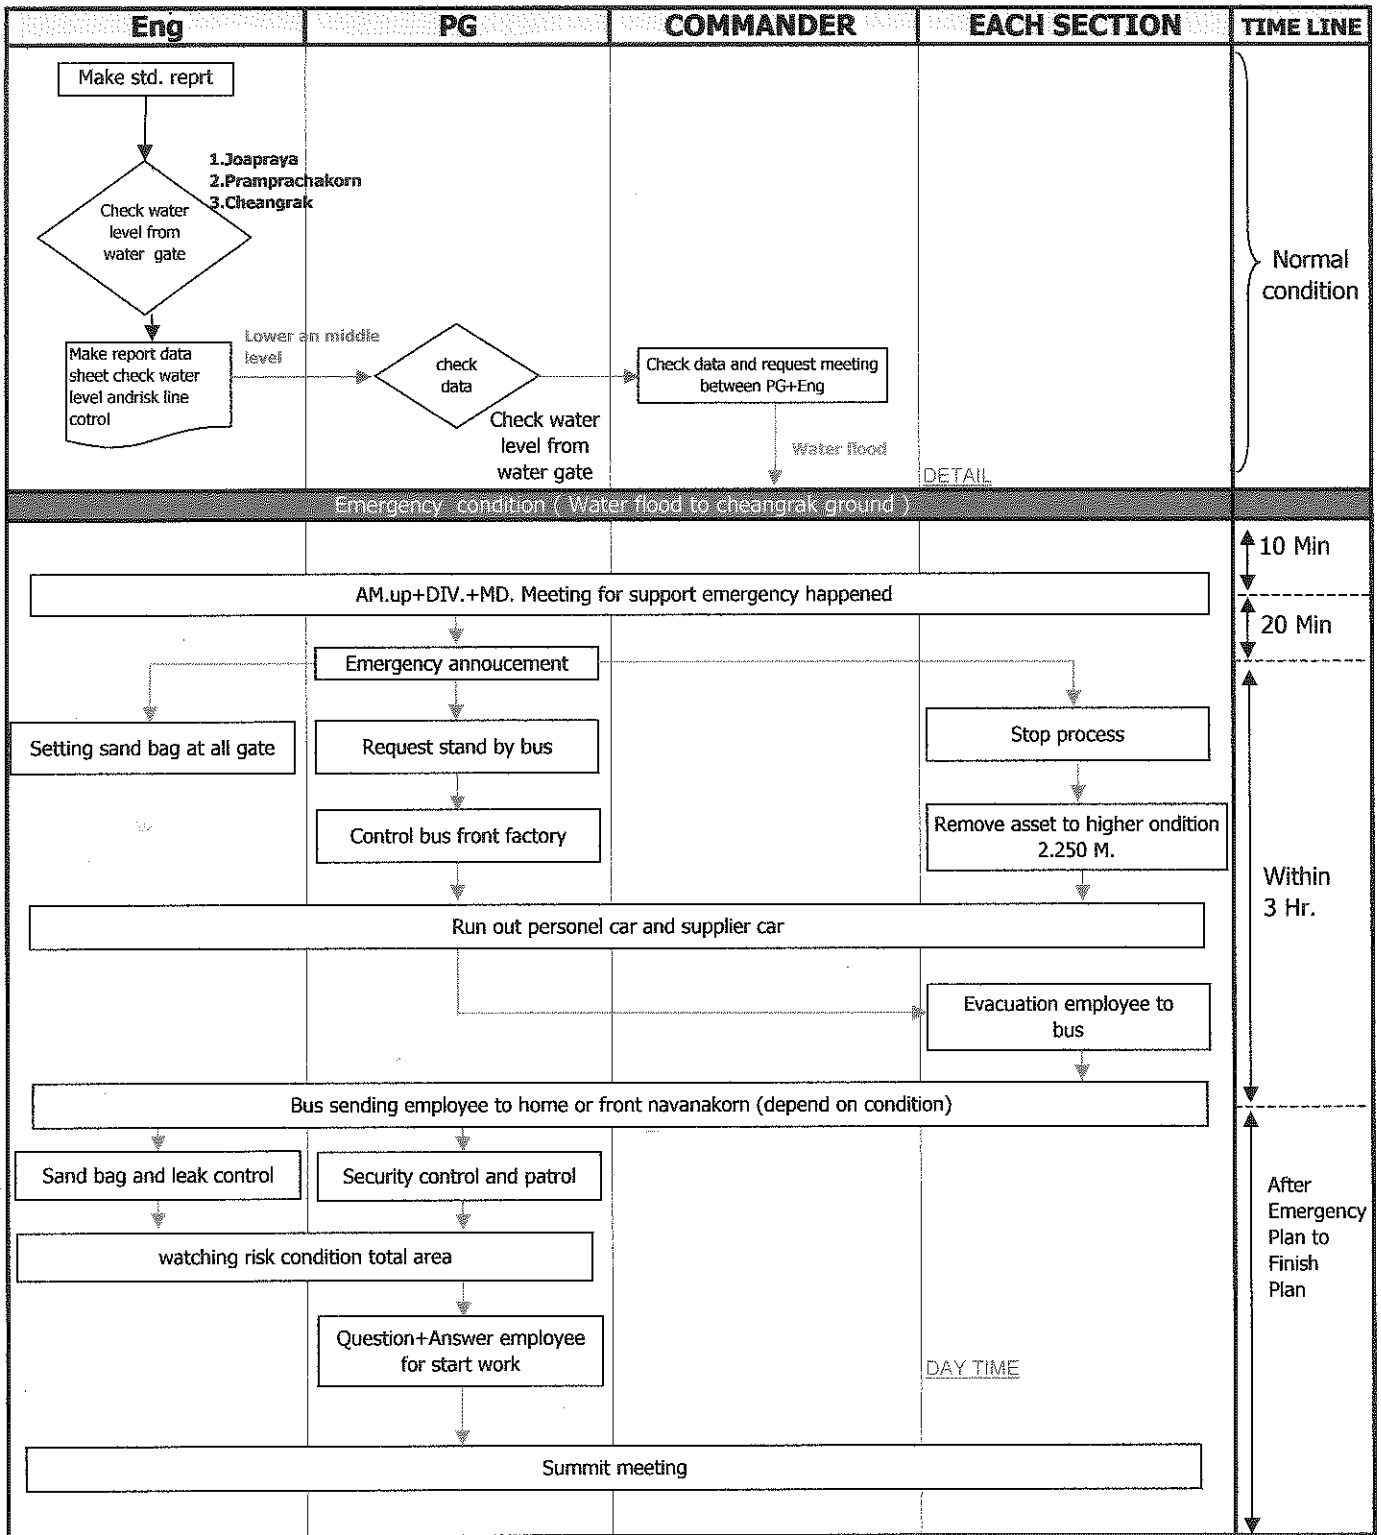 Eng PG COMMANDER EACH SECTION TIME LINE
Make std. reprt
1.Joapraya
2.Pramprachakorn
3.Cheangrak
Check water
level from
water gate
Normal
condition
Lower an middle
level
Make report data
sheet check water
level andrisk line
cotrol
check
data
Check water
level from
water gate
Check data and request meeting
between PG+Eng
Water flood
DETAIL
Emergency condition ( Water flood to cheangrak ground )
10 Min
AM.up+DIV.+MD. Meeting for support emergency happened
20 Min
Emergency annoucement
Setting sand bag at all gate
Request stand by bus
Stop process
Control bus front factory
Remove asset to higher ondition
2.250 M.
Within
3 Hr.
Run out personel car and supplier car
Evacuation employee to
bus
Bus sending employee to home or front navanakorn (depend on condition)
Sand bag and leak control
Security control and patrol
After
Emergency
Plan to
Finish
Plan
watching risk condition total area
Question+Answer employee
for start work
DAY TIME
Summit meeting